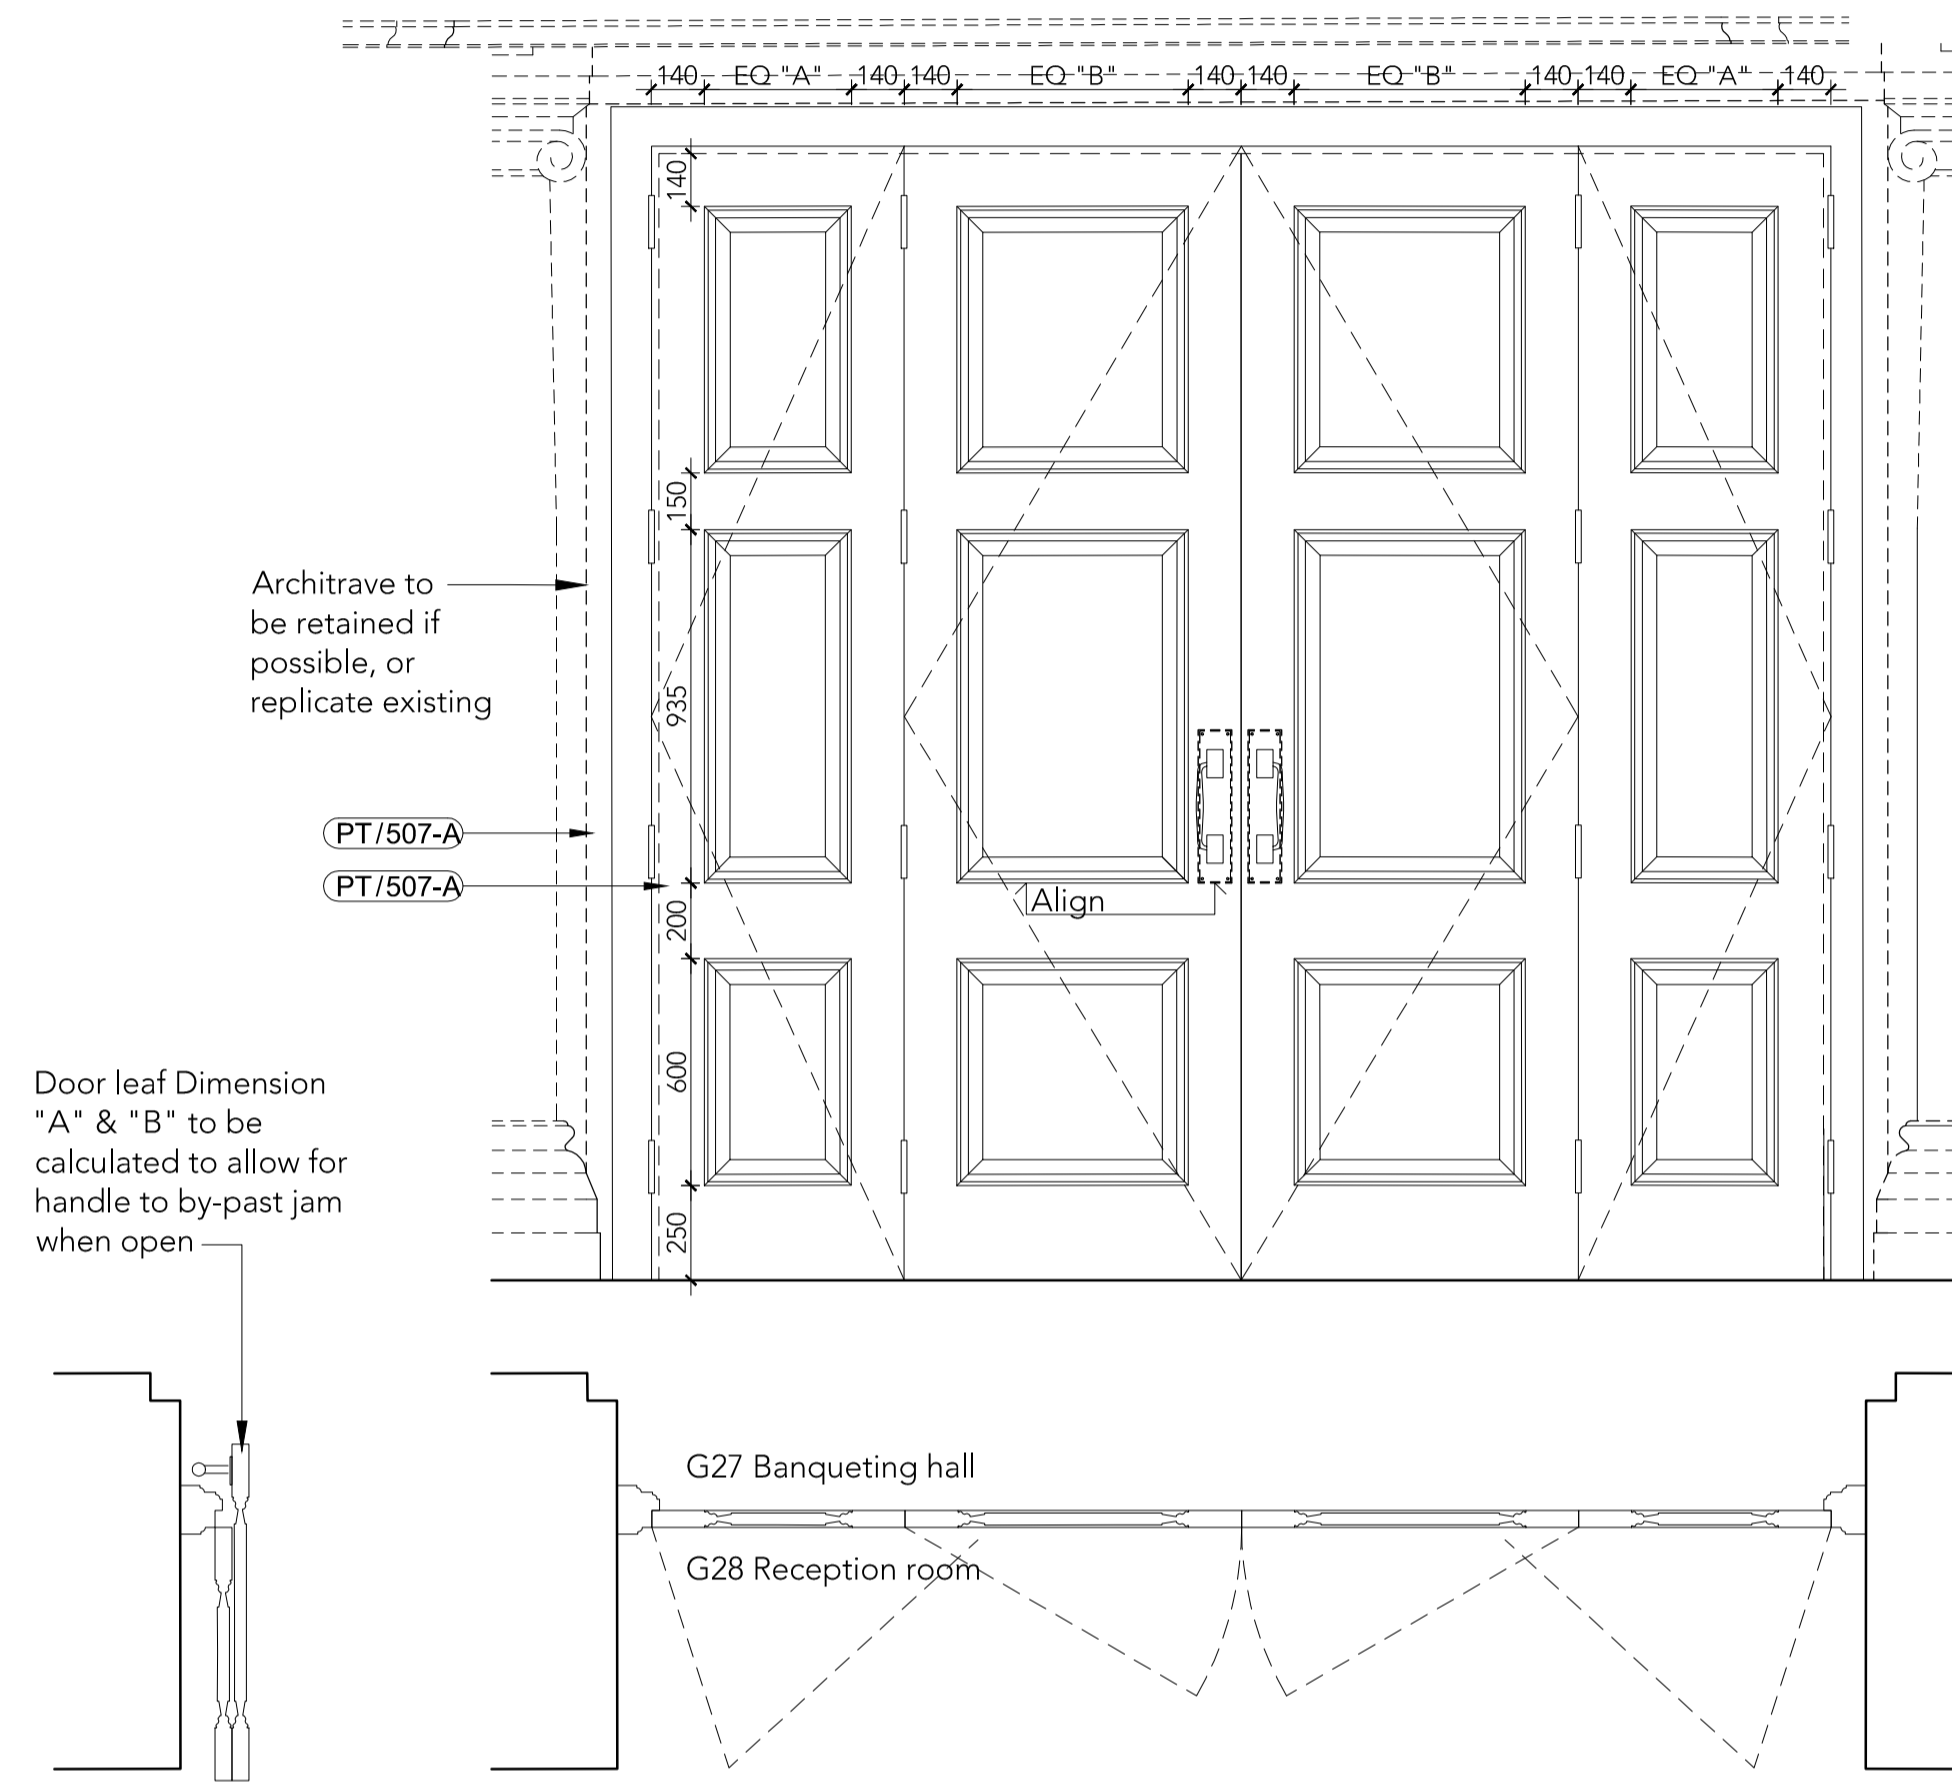 140 EQ "A" 140 140 EQ "B" 140 140 EQ "B" 140 140 EQ "A" 140
140
150
935
200
600
250
Architrave to
be retained if
possible, or
replicate existing
PT/507-A
PT/507-A
Align
Door leaf Dimension
"A" & "B" to be
calculated to allow for
handle to by-past jam
when open
G27 Banqueting hall
G28 Reception room